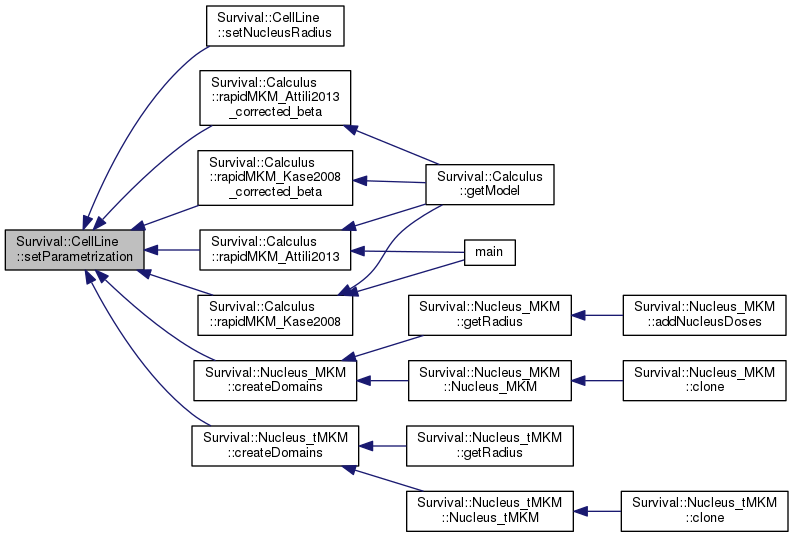 Survival::CellLine
::setNucleusRadius
Survival::Calculus
::rapidMKM_Attili2013
_corrected_beta
Survival::Calculus
::rapidMKM_Kase2008
_corrected_beta
Survival::Calculus
::getModel
Survival::CellLine
::setParametrization
Survival::Calculus
::rapidMKM_Attili2013
main
Survival::Calculus
::rapidMKM_Kase2008
Survival::Nucleus_MKM
::getRadius
Survival::Nucleus_MKM
::addNucleusDoses
Survival::Nucleus_MKM
::createDomains
Survival::Nucleus_MKM
::Nucleus_MKM
Survival::Nucleus_MKM
::clone
Survival::Nucleus_tMKM
::createDomains
Survival::Nucleus_tMKM
::getRadius
Survival::Nucleus_tMKM
::Nucleus_tMKM
Survival::Nucleus_tMKM
::clone